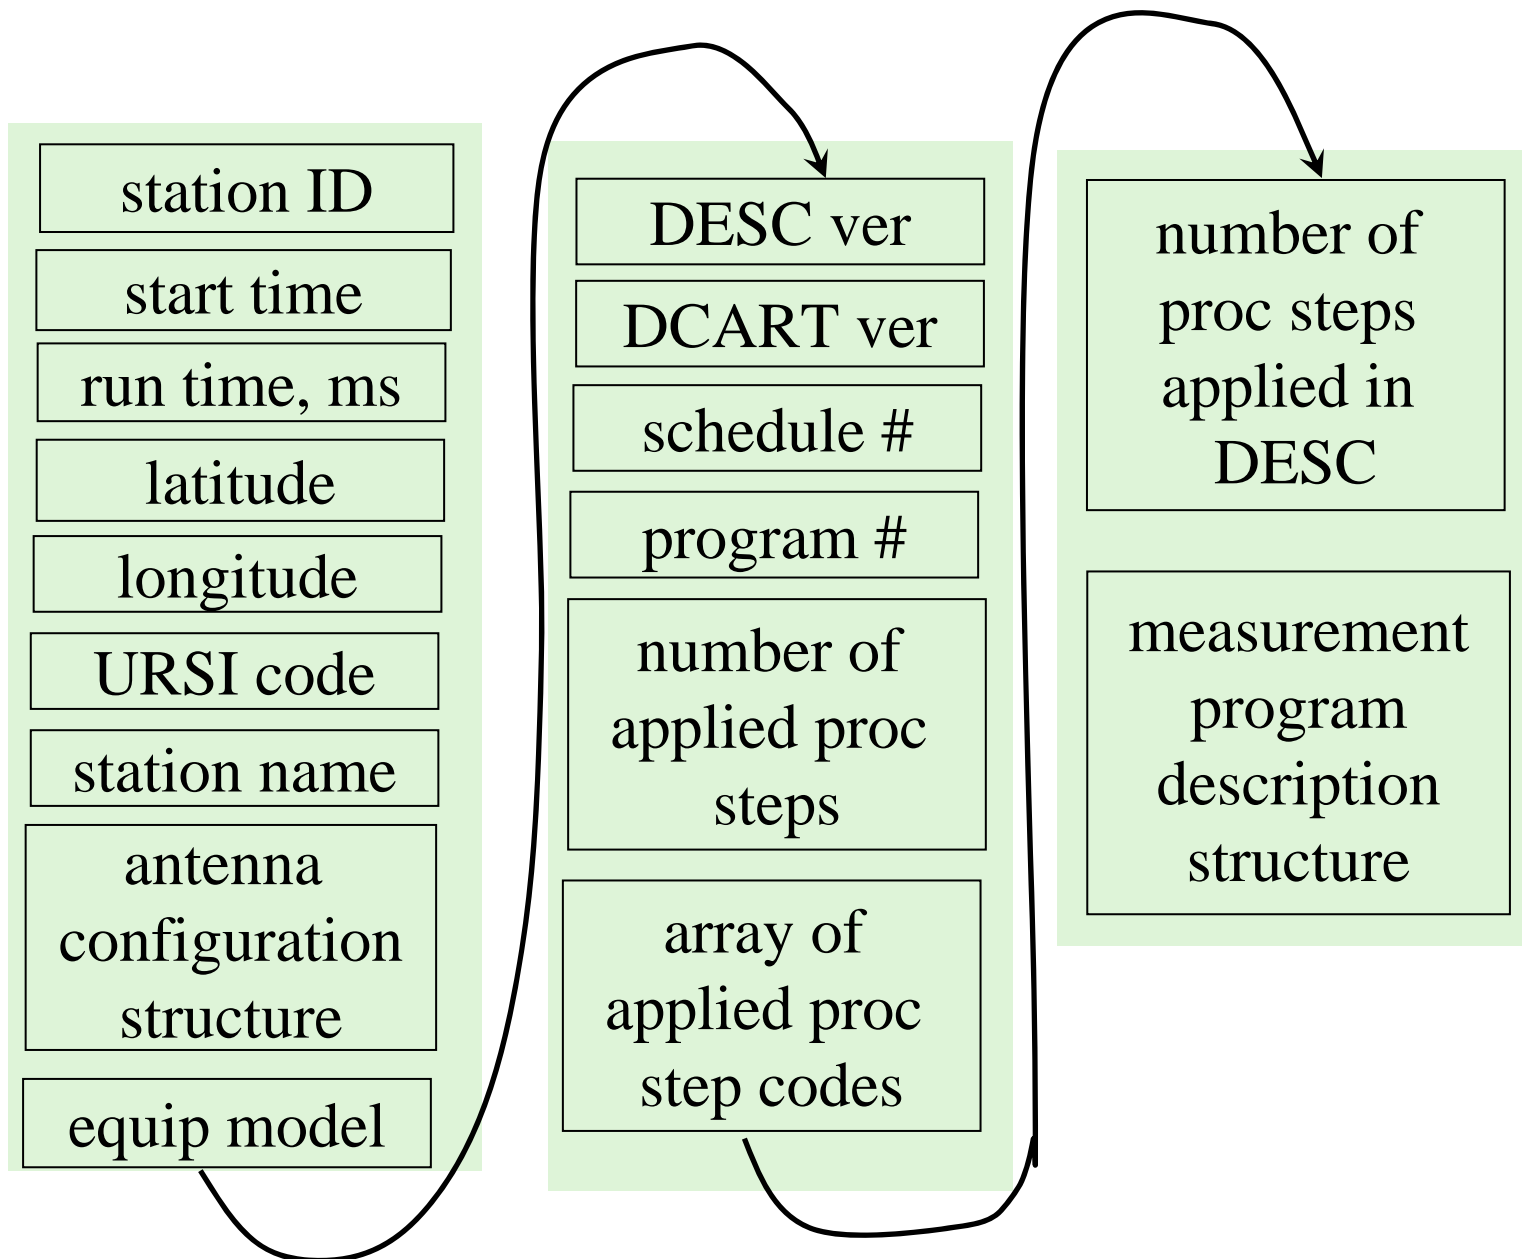 station ID
start time
run time, ms
latitude
longitude
URSI code
station name
antenna
configuration
structure
equip model
DESC ver
DCART ver
schedule #
program #
number of
applied proc
steps
array of
applied proc
step codes
number of
proc steps
applied in
DESC
measurement
program
description
structure